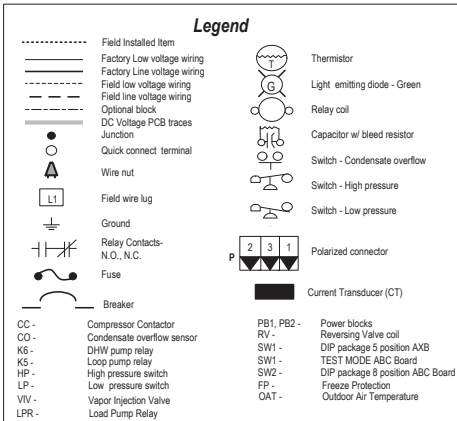 Legend
Field Installed Item
Factory Low voltage wiring
Factory Line voltage wiring
Field low voltage wiring
Field line voltage wiring
Optional block
DC Voltage PCB traces
Junction
Quick connect terminal
Wire nut
L1 Field wire lug
Ground
Relay Contacts-
N.O., N.C.
Fuse
Breaker
T Thermistor
G Light emitting diode - Green
Relay coil
Capacitor w/ bleed resistor
Switch - Condensate overflow
Switch - High pressure
Switch - Low pressure
P 2 3 1 Polarized connector
Current Transducer (CT)
CC - Compressor Contactor
CO - Condensate overflow sensor
K6 - DHW pump relay
K5 - Loop pump relay
HP - High pressure switch
LP - Low pressure switch
VIV - Vapor Injection Valve
LPR - Load Pump Relay
PB1, PB2 - Power blocks
RV - Reversing Valve coil
SW1 - DIP package 5 position AXB
SW1 - TEST MODE ABC Board
SW2 - DIP package 8 position ABC Board
FP - Freeze Protection
OAT - Outdoor Air Temperature